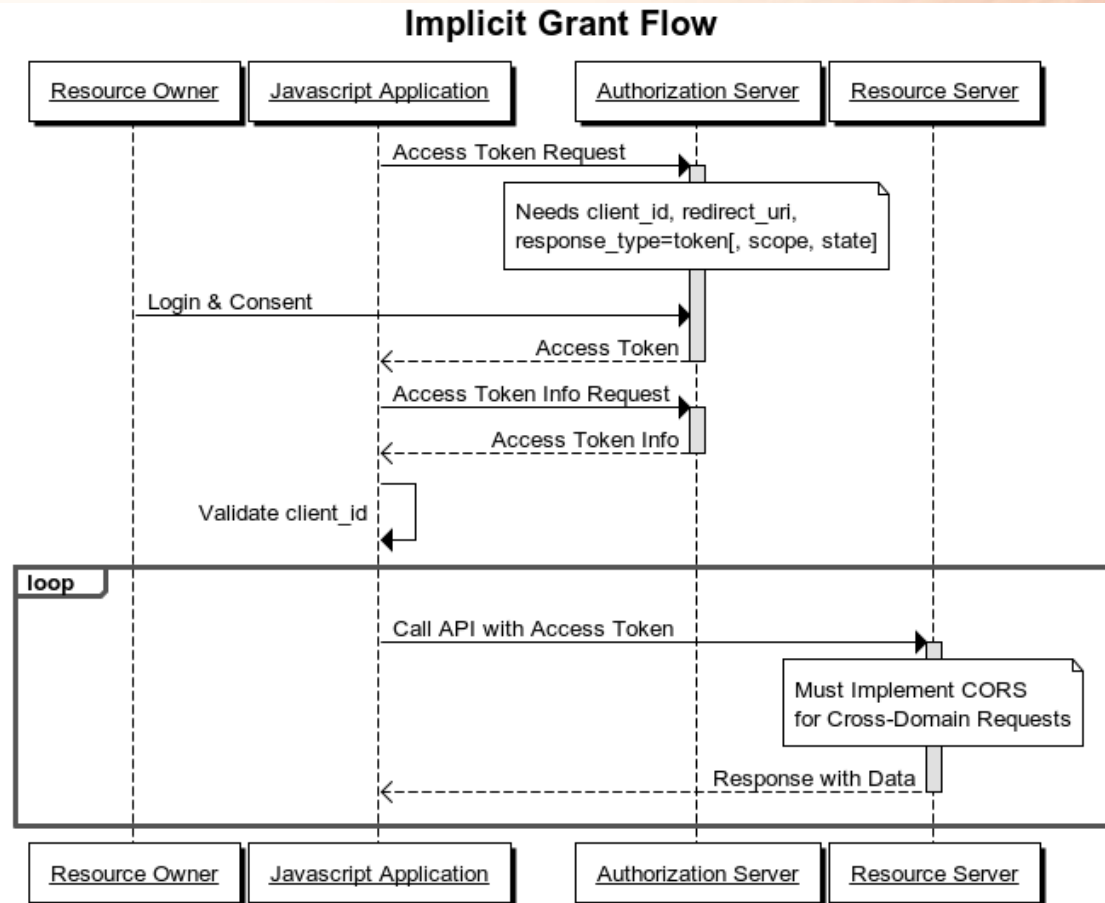 Implicit Grant Flow
Resource Owner
Javascript Application
Authorization Server
Resource Server
Access Token Request
Needs client_id, redirect_uri,
response_type=token[, scope, state]
Login & Consent
Access Token
Access Token Info Request
Access Token Info
Validate client_id
loop
Call API with Access Token
Must Implement CORS
for Cross-Domain Requests
Response with Data
Resource Owner
Javascript Application
Authorization Server
Resource Server